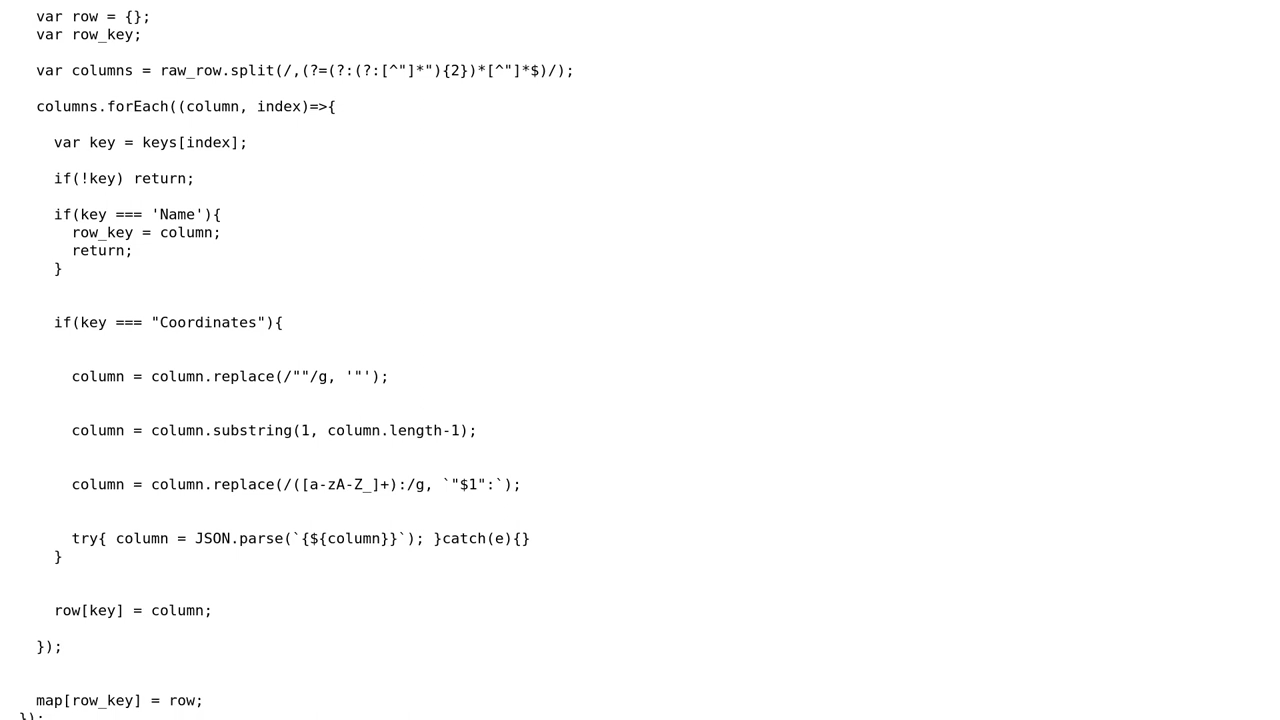 var row = {};
var row_key;
var columns = raw_row.split(/,(?=(?:(?:[^"]*"){2})*[^"]*$)/);
columns.forEach((column, index)=>{
var key = keys[index];
if(!key) return;
if(key === 'Name'){
row_key = column;
return;
}
if(key === "Coordinates"){
column = column.replace(/""/g, '"');
column = column.substring(1, column.length-1);
column = column.replace(/([a-zA-Z_]+):/g, `"$1":`);
try{ column = JSON.parse(`{${column}}`); }catch(e){}
}
row[key] = column;
});
map[row_key] = row;
});